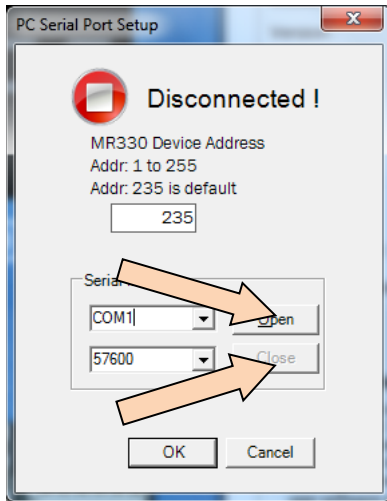 PC Serial Port Setup
Disconnected !
MR330 Device Address
Addr: 1 to 255
Addr: 235 is default
235
Serial
COM1
Open
57600
Close
OK
Cancel